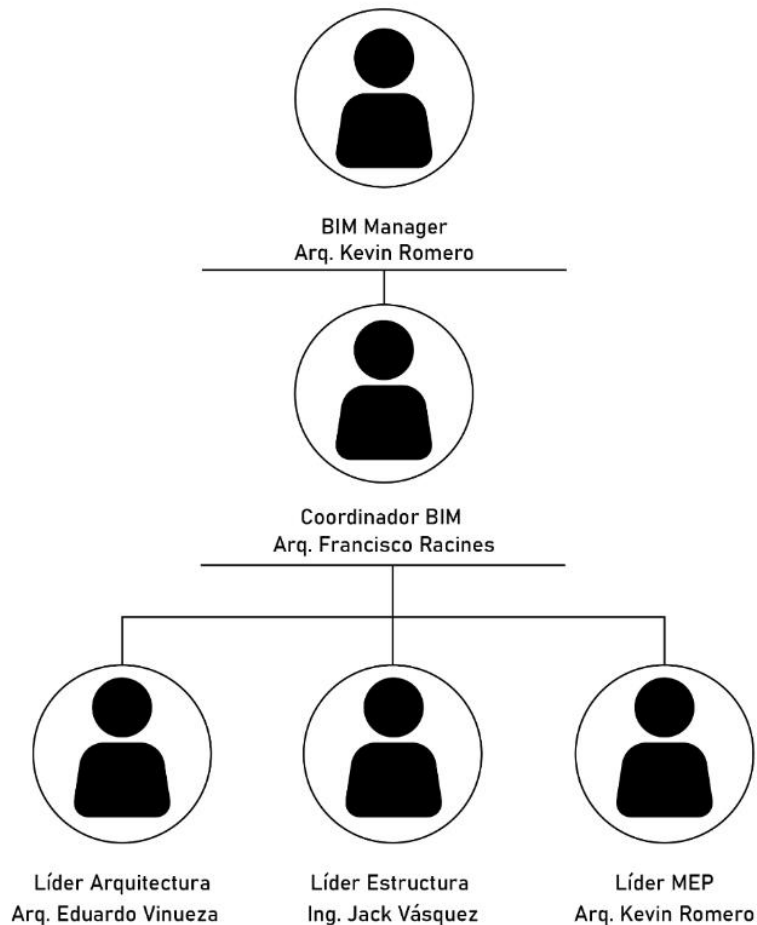 BIM Manager
Arq. Kevin Romero
Coordinador BIM
Arq. Francisco Racines
Líder Arquitectura
Arq. Eduardo Vinueza
Líder Estructura
Ing. Jack Vásquez
Líder MEP
Arq. Kevin Romero